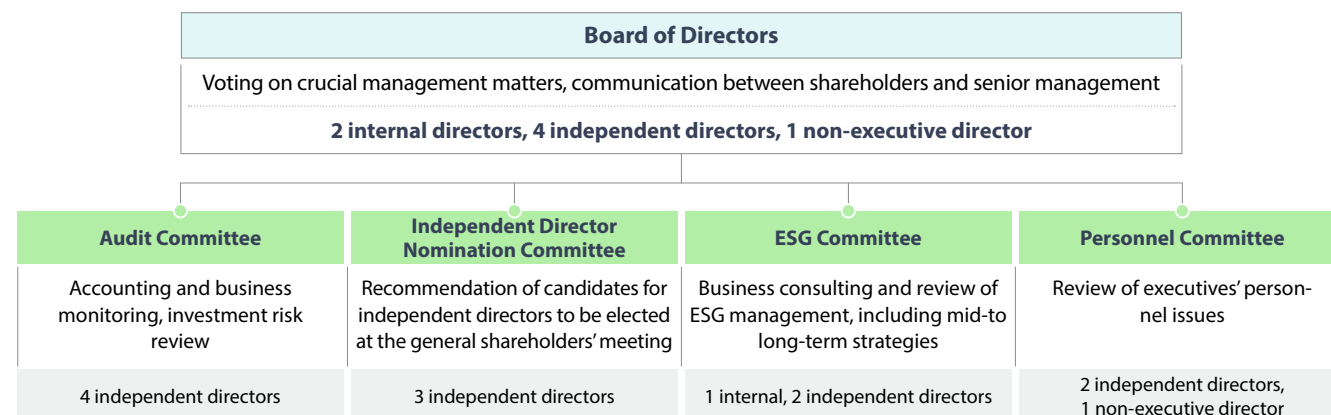 Board of Directors
Voting on crucial management matters, communication between shareholders and senior management
2 internal directors, 4 independent directors, 1 non-executive director
Audit Committee
Accounting and business
monitoring, investment risk
review
4 independent directors
Independent Director
Nomination Committee
Recommendation of candidates for
independent directors to be elected
at the general shareholders' meeting
3 independent directors
ESG Committee
Business consulting and review of
ESG management, including mid-to
long-term strategies
1 internal, 2 independent directors
Personnel Committee
Review of executives' person-
nel issues
2 independent directors,
1 non-executive director